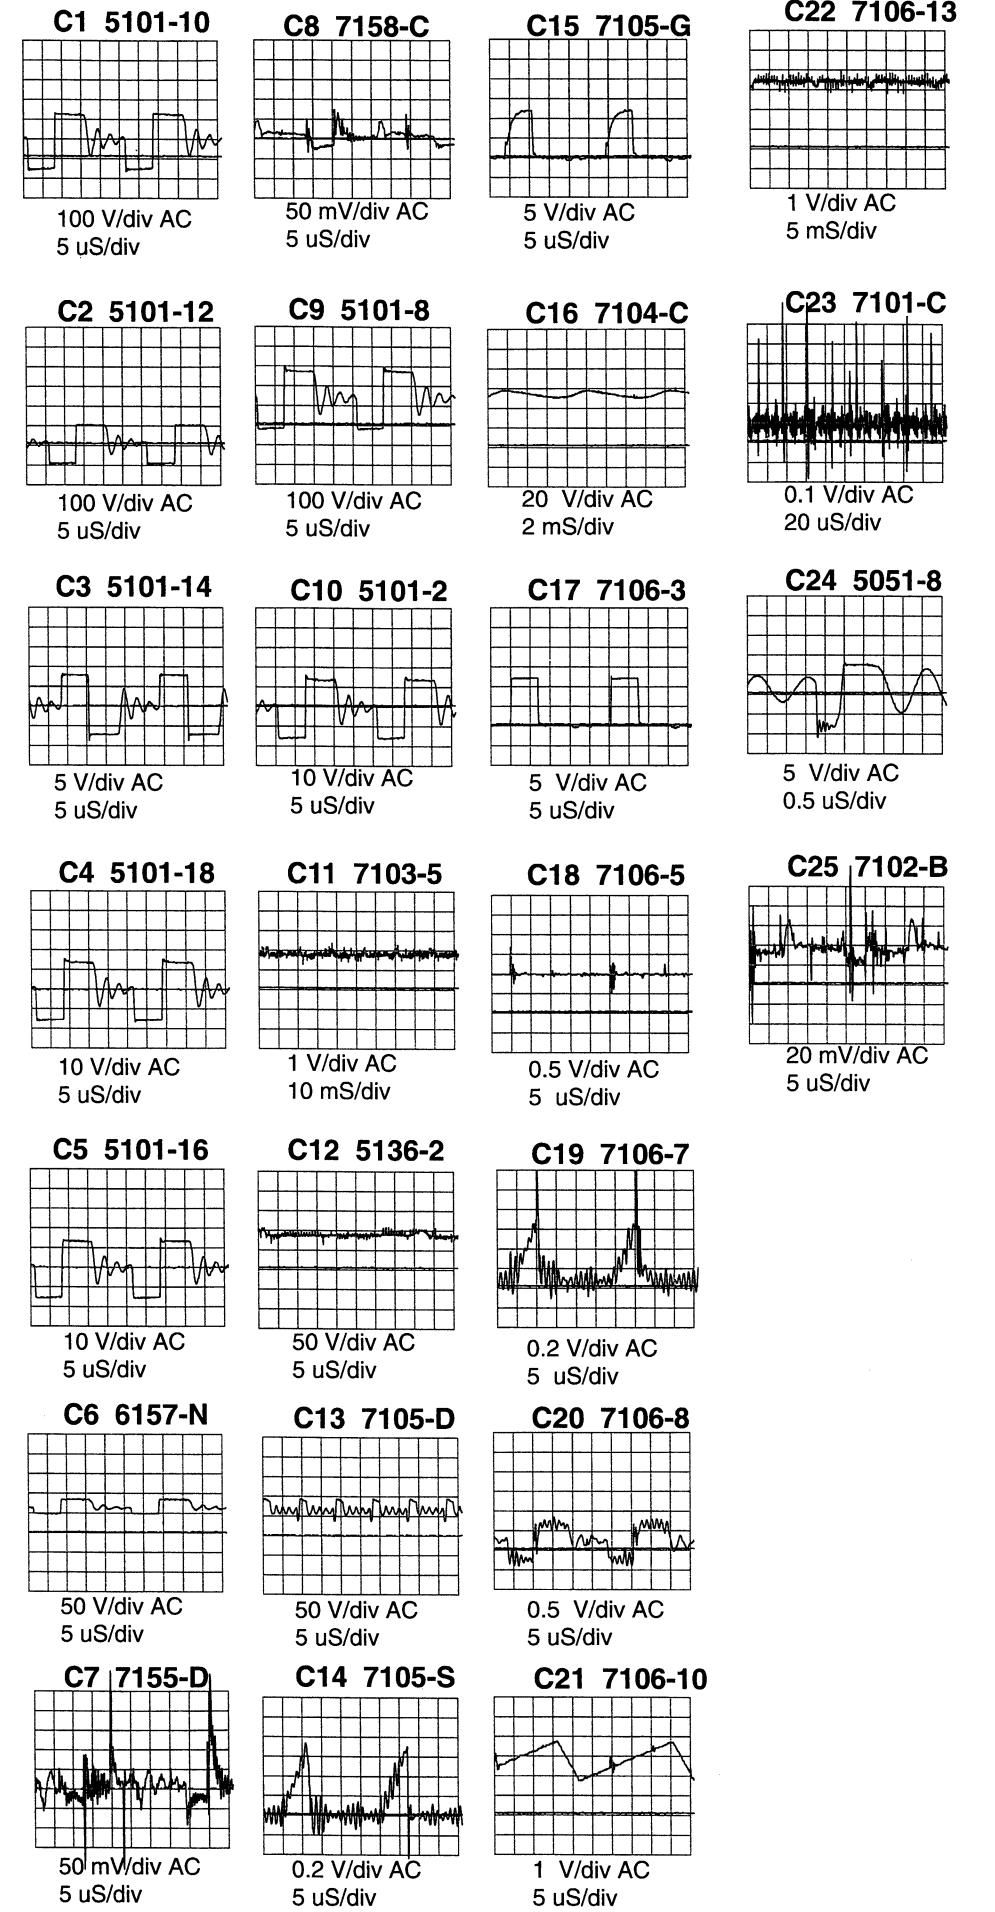 C1 5101-10
100 V/div AC
5 uS/div
C2 5101-12
100 V/div AC
5 uS/div
C3 5101-14
5 V/div AC
5 uS/div
C4 5101-18
10 V/div AC
5 uS/div
C5 5101-16
10 V/div AC
5 uS/div
C6 6157-N
50 V/div AC
5 uS/div
C7 7155-D
50 mV/div AC
5 uS/div
C8 7158-C
50 mV/div AC
5 uS/div
C9 5101-8
100 V/div AC
5 uS/div
C10 5101-2
10 V/div AC
5 uS/div
C11 7103-5
1 V/div AC
10 mS/div
C12 5136-2
50 V/div AC
5 uS/div
C13 7105-D
50 V/div AC
5 uS/div
C14 7105-S
0.2 V/div AC
5 uS/div
C15 7105-G
5 V/div AC
5 uS/div
C16 7104-C
20 V/div AC
2 mS/div
C17 7106-3
5 V/div AC
5 uS/div
C18 7106-5
0.5 V/div AC
5 uS/div
C19 7106-7
0.2 V/div AC
5 uS/div
C20 7106-8
0.5 V/div AC
5 uS/div
C21 7106-10
1 V/div AC
5 uS/div
C22 7106-13
1 V/div AC
5 mS/div
C23 7101-C
0.1 V/div AC
20 uS/div
C24 5051-8
5 V/div AC
0.5 uS/div
C25 7102-B
20 mV/div AC
5 uS/div